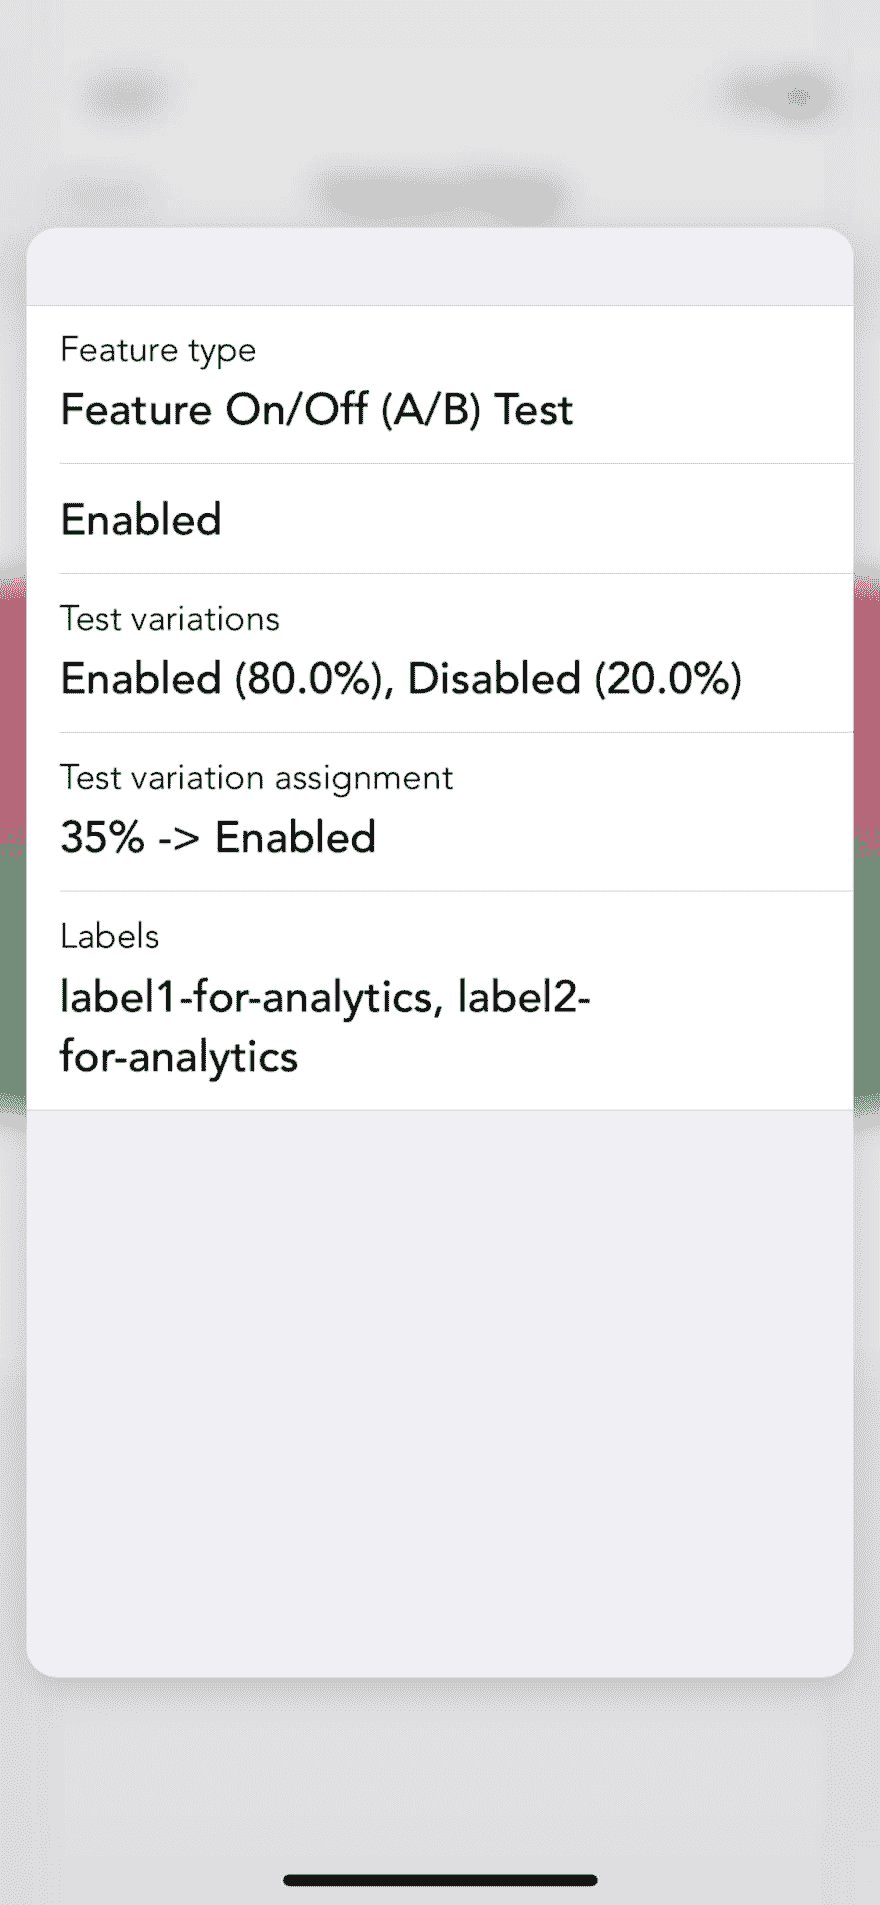 Feature type
Feature On/Off (A/B) Test
Enabled
Test variations
Enabled (80.0%), Disabled (20.0%)
Test variation assignment
35% -> Enabled
Labels
label1-for-analytics, label2-
for-analytics